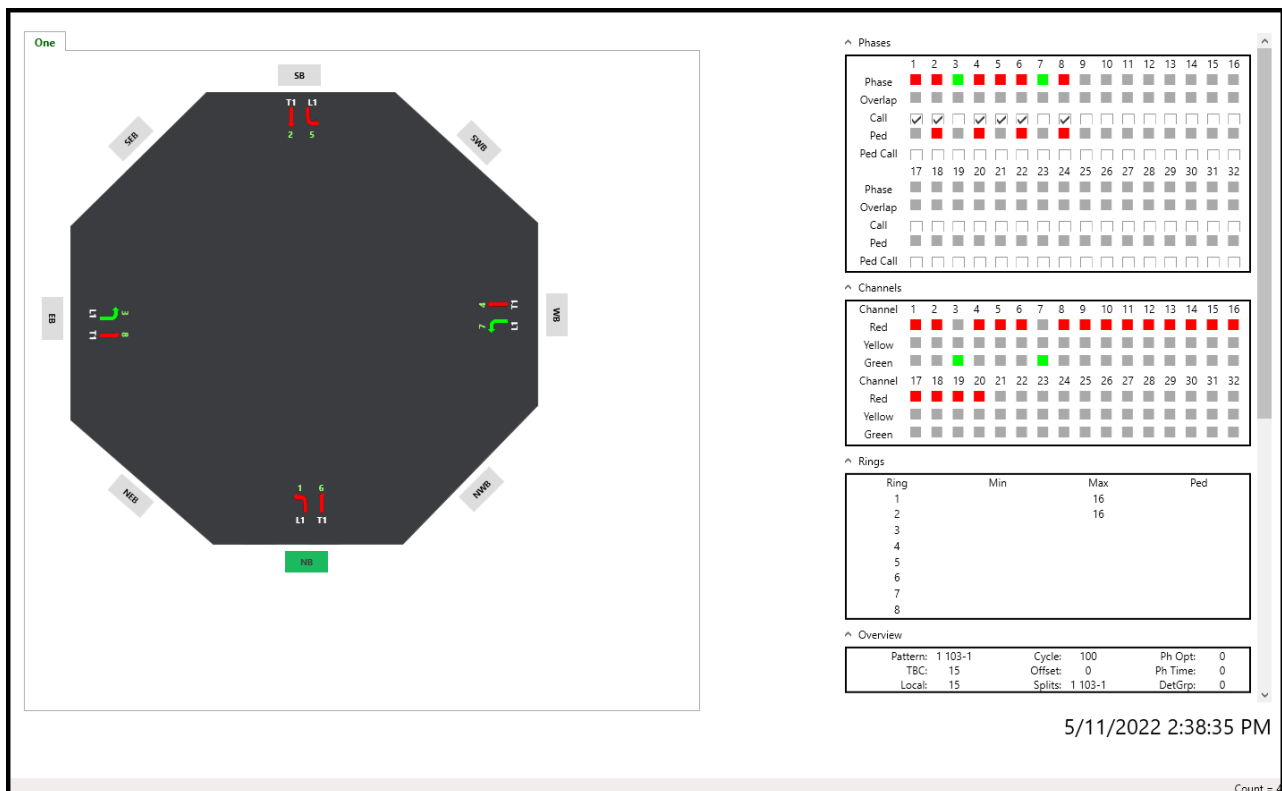 One
SB
T1 L1
2 5
SEB
SWB
EB
L1 3
T1 8
4 T1
7 L1
WB
NEB
NWB
1 6
L1 T1
NB
Phases
1 2 3 4 5 6 7 8 9 10 11 12 13 14 15 16
Phase
Overlap
Call
Ped
Ped Call
17 18 19 20 21 22 23 24 25 26 27 28 29 30 31 32
Phase
Overlap
Call
Ped
Ped Call
Channels
Channel 1 2 3 4 5 6 7 8 9 10 11 12 13 14 15 16
Red
Yellow
Green
Channel 17 18 19 20 21 22 23 24 25 26 27 28 29 30 31 32
Red
Yellow
Green
Rings
Ring Min Max Ped
1 16
2 16
3
4
5
6
7
8
Overview
Pattern: 1 103-1 Cycle: 100 Ph Opt: 0
TBC: 15 Offset: 0 Ph Time: 0
Local: 15 Splits: 1 103-1 DetGrp: 0
5/11/2022 2:38:35 PM
Count =